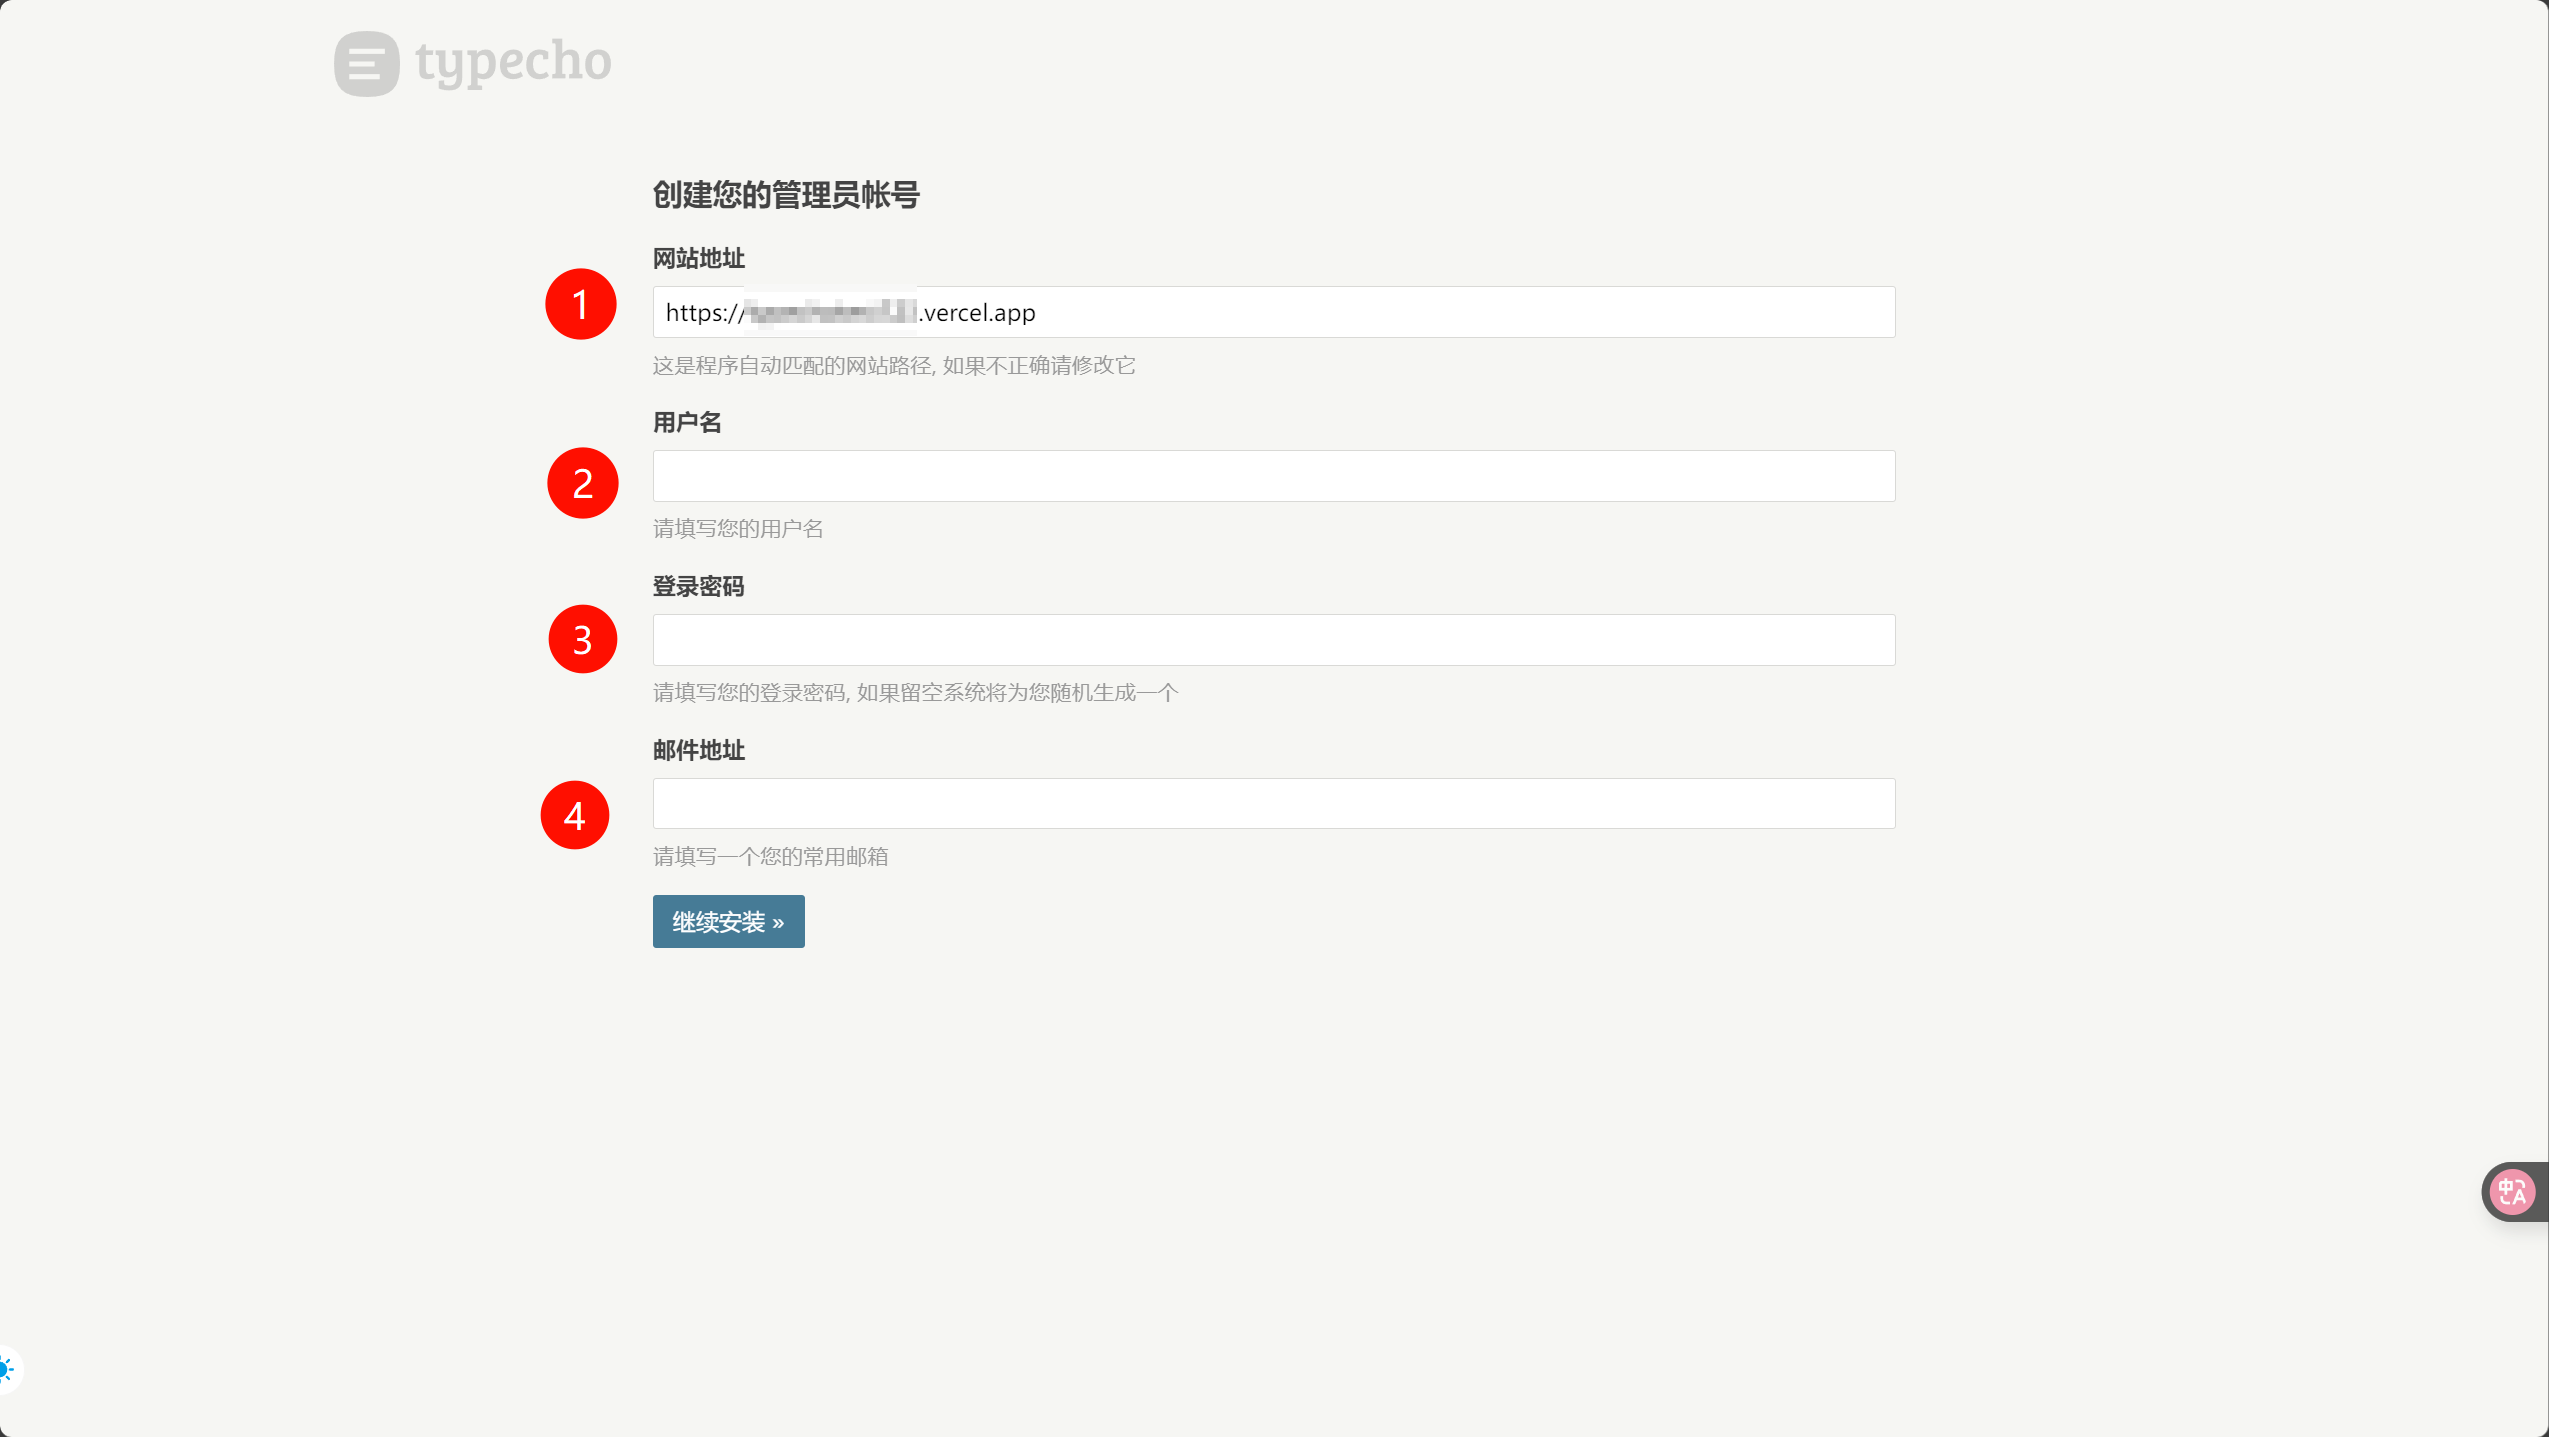 typecho
创建您的管理员帐号
网站地址
1
https://.vercel.app
这是程序自动匹配的网站路径, 如果不正确请修改它
用户名
2
请填写您的用户名
登录密码
3
请填写您的登录密码, 如果留空系统将为您随机生成一个
邮件地址
4
请填写一个您的常用邮箱
继续安装 »
中A